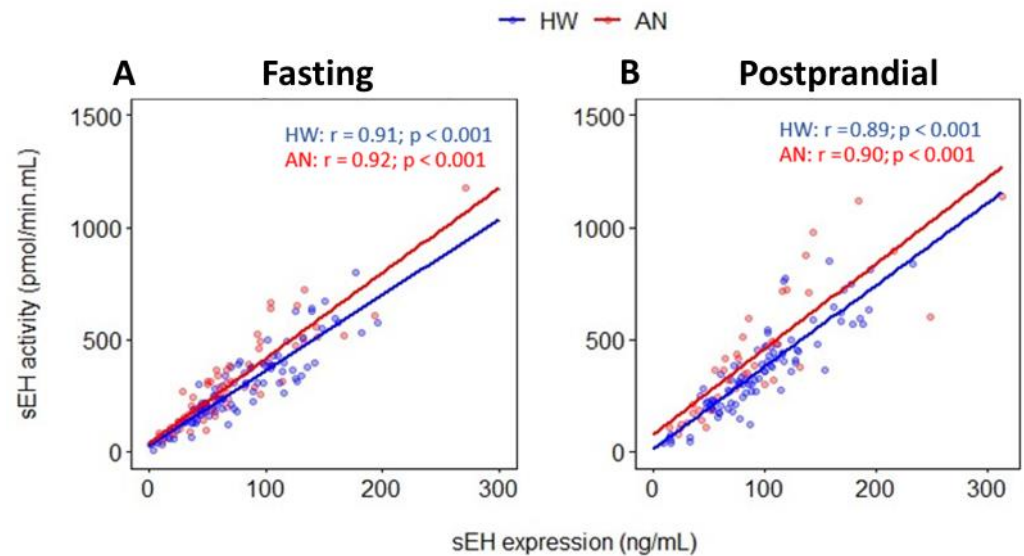 HW AN
A Fasting
B Postprandial
HW: r = 0.91; p < 0.001
AN: r = 0.92; p < 0.001
HW: r =0.89; p < 0.001
AN: r =0.90; p < 0.001
sEH activity (pmol/min.mL)
1500
1000
500
0
1500
1000
500
0
0 100 200 300
0 100 200 300
sEH expression (ng/mL)